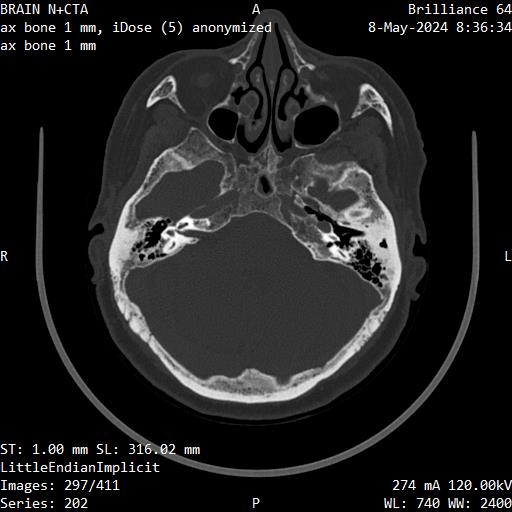 BRAIN N+CTA
A
Brilliance 64
ax bone 1 mm, iDose (5) anonymized
8-May-2024 8:36:34
ax bone 1 mm
R
L
ST: 1.00 mm SL: 316.02 mm
LittleEndianImplicit
Images: 297/411
274 mA 120.00kV
Series: 202
P
WL: 740 WW: 2400